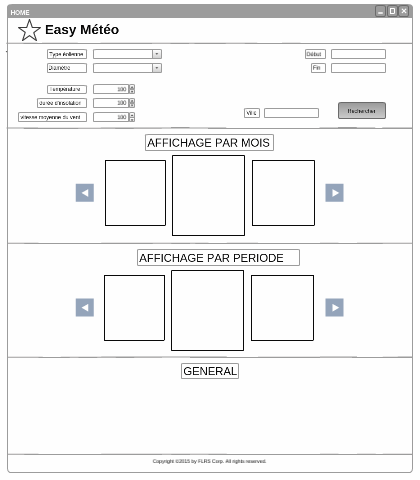 HOME
Easy Météo
Type éolienne
Début
Diamètre
Fin
Température 100
durée d'insolation 100
vitesse moyenne du vent 100
Ville
Rechercher
AFFICHAGE PAR MOIS
AFFICHAGE PAR PERIODE
GENERAL
Copyright ©2015 by FLRS Corp. All rights reserved.